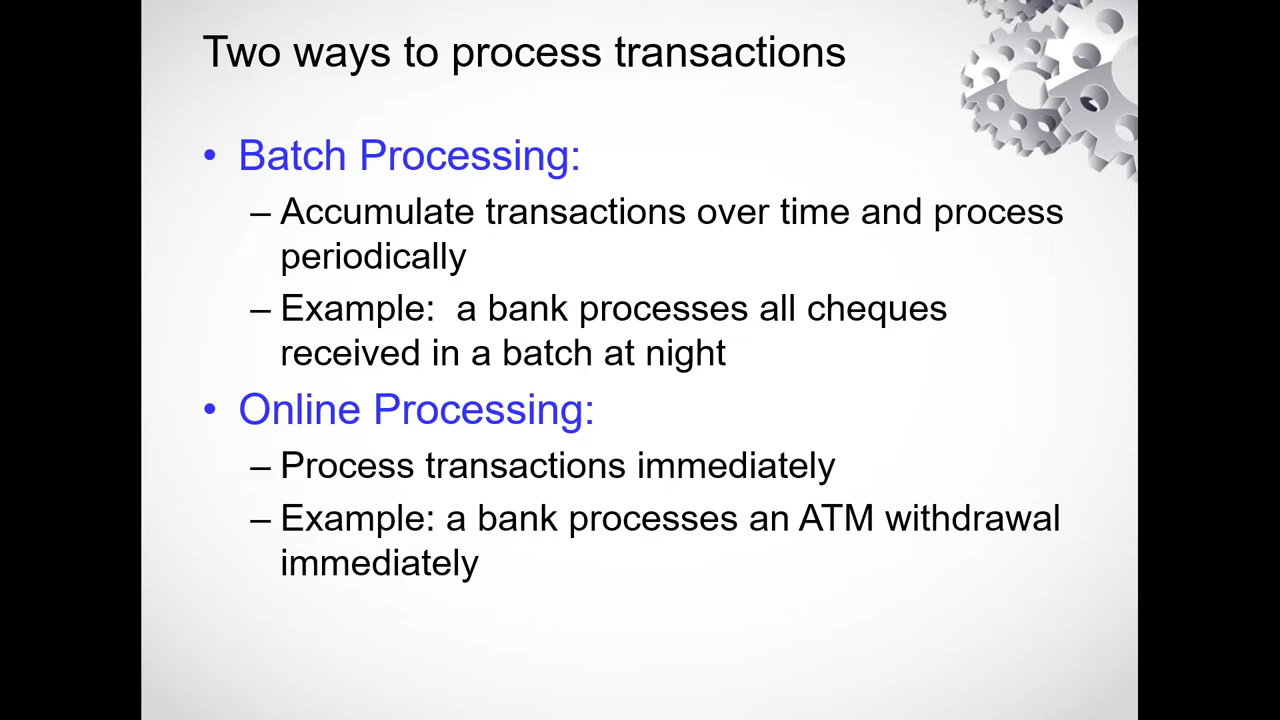 Two ways to process transactions
• Batch Processing:
– Accumulate transactions over time and process
periodically
– Example:  a bank processes all cheques
received in a batch at night
• Online Processing:
– Process transactions immediately
– Example: a bank processes an ATM withdrawal
immediately